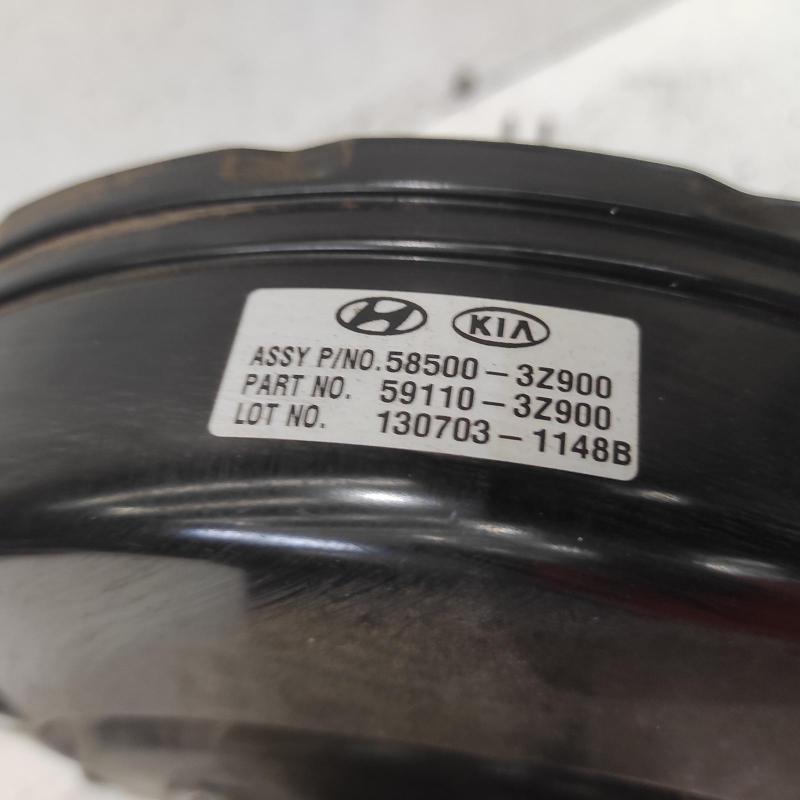 KIA
ASSY P/NO. 58500-3Z900
PART NO. 59110-3Z900
LOT NO. 130703-1148B